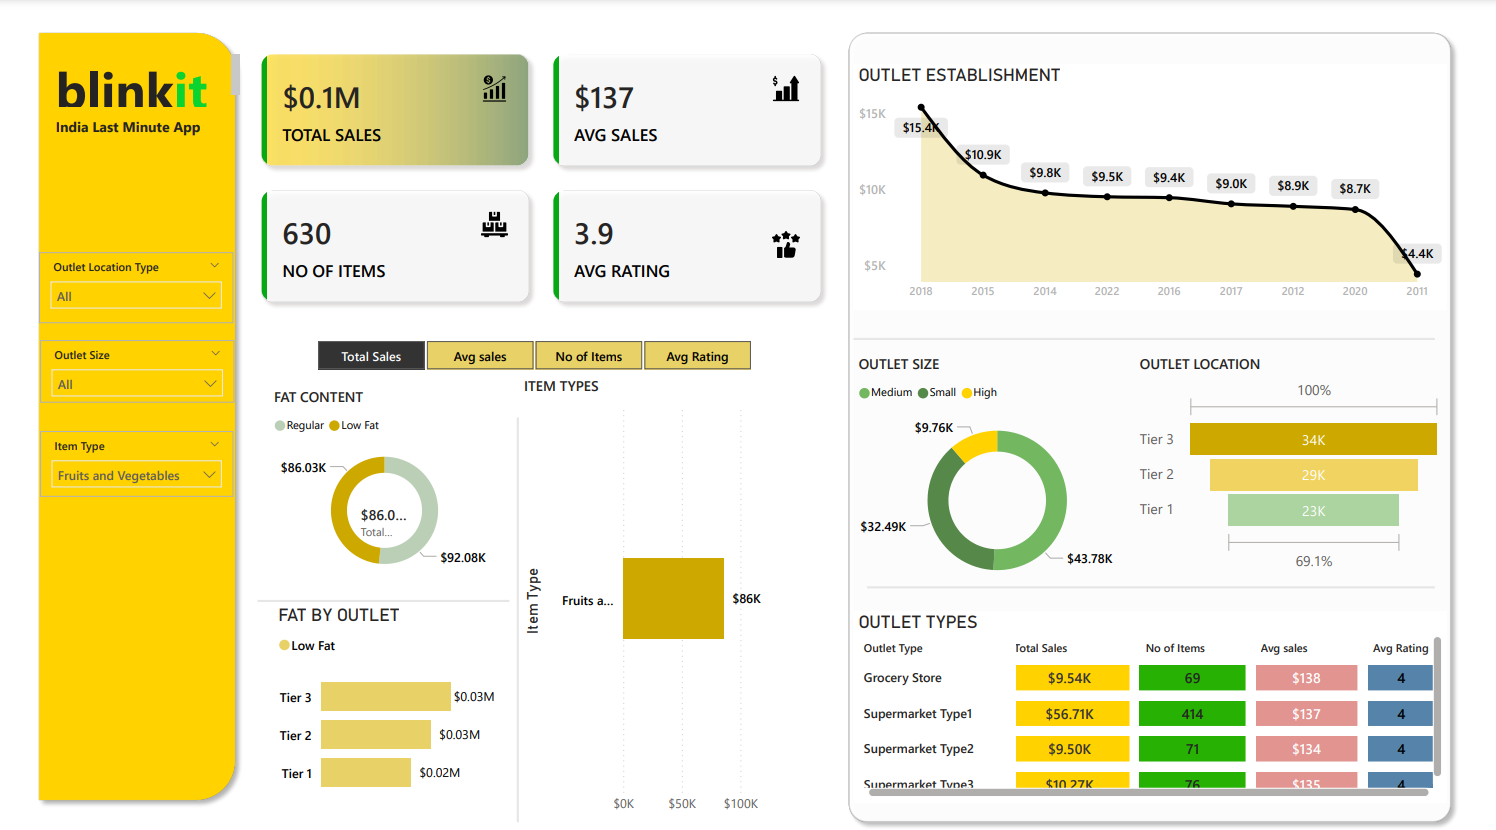 blinkit
India Last Minute App
Outlet Location Type
All
Outlet Size
All
Item Type
Fruits and Vegetables
$0.1M
TOTAL SALES
$137
AVG SALES
630
NO OF ITEMS
3.9
AVG RATING
Total Sales
Avg sales
No of Items
Avg Rating
FAT CONTENT
Regular Low Fat
$86.03K
$86.0...
Total...
$92.08K
FAT BY OUTLET
Low Fat
Tier 3 $0.03M
Tier 2 $0.03M
Tier 1 $0.02M
ITEM TYPES
Item Type
Fruits a... $86K
$0K $50K $100K
OUTLET ESTABLISHMENT
$15K
$10K
$5K
$15.4K
$10.9K
$9.8K
$9.5K
$9.4K
$9.0K
$8.9K
$8.7K
$4.4K
2018 2015 2014 2022 2016 2017 2012 2020 2011
OUTLET SIZE
Medium Small High
$9.76K
$32.49K
$43.78K
OUTLET LOCATION
100%
Tier 3 34K
Tier 2 29K
Tier 1 23K
69.1%
OUTLET TYPES
Outlet Type Total Sales No of Items Avg sales Avg Rating
Grocery Store $9.54K 69 $138 4
Supermarket Type1 $56.71K 414 $137 4
Supermarket Type2 $9.50K 71 $134 4
Supermarket Type3 $10.27K 76 $135 4